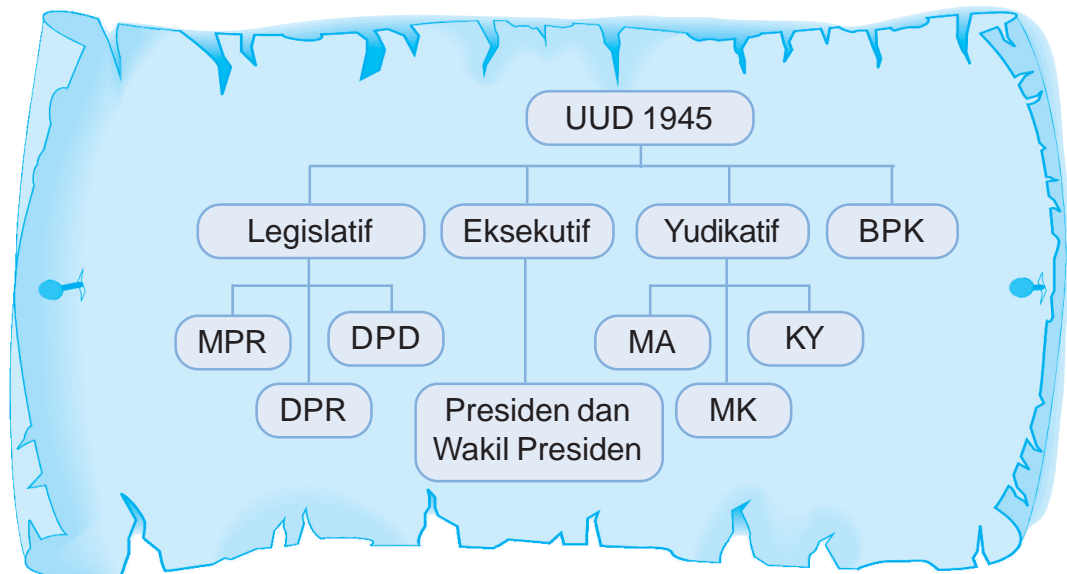 UUD 1945
Legislatif
Eksekutif
Yudikatif
BPK
MPR
DPD
DPR
Presiden dan
Wakil Presiden
MA
KY
MK